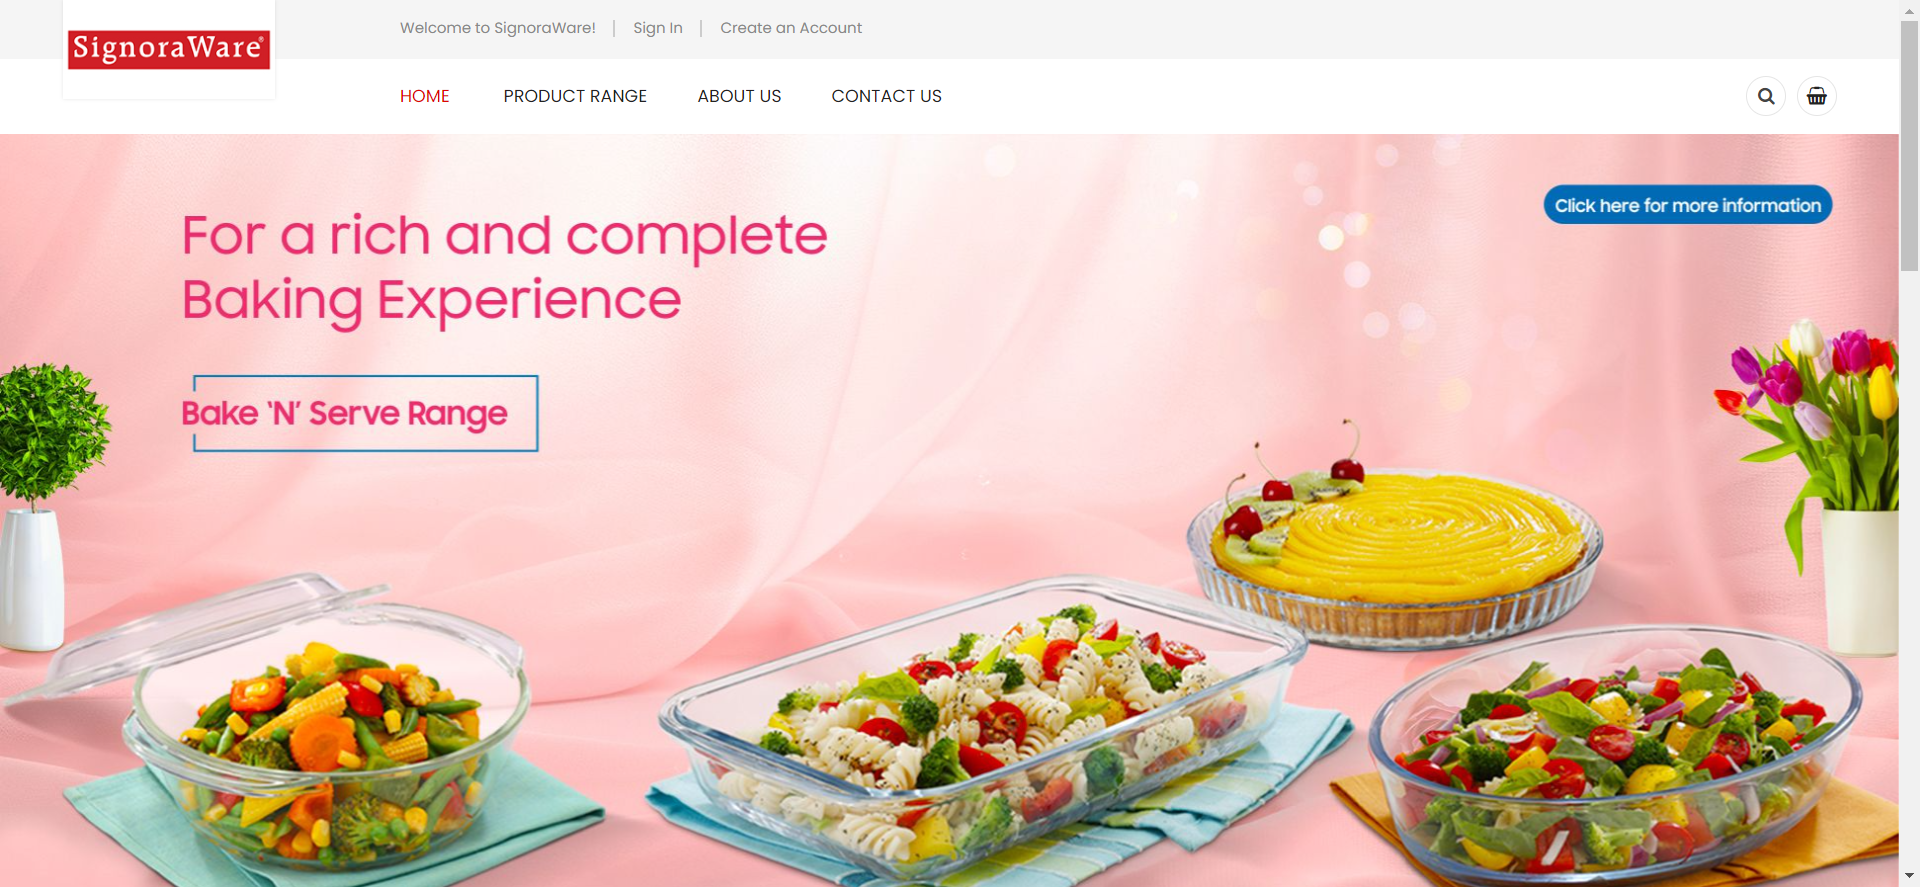 SignoraWare®
Welcome to SignoraWare! | Sign In | Create an Account
HOME PRODUCT RANGE ABOUT US CONTACT US
Click here for more information
For a rich and complete
Baking Experience
Bake ‘N’ Serve Range